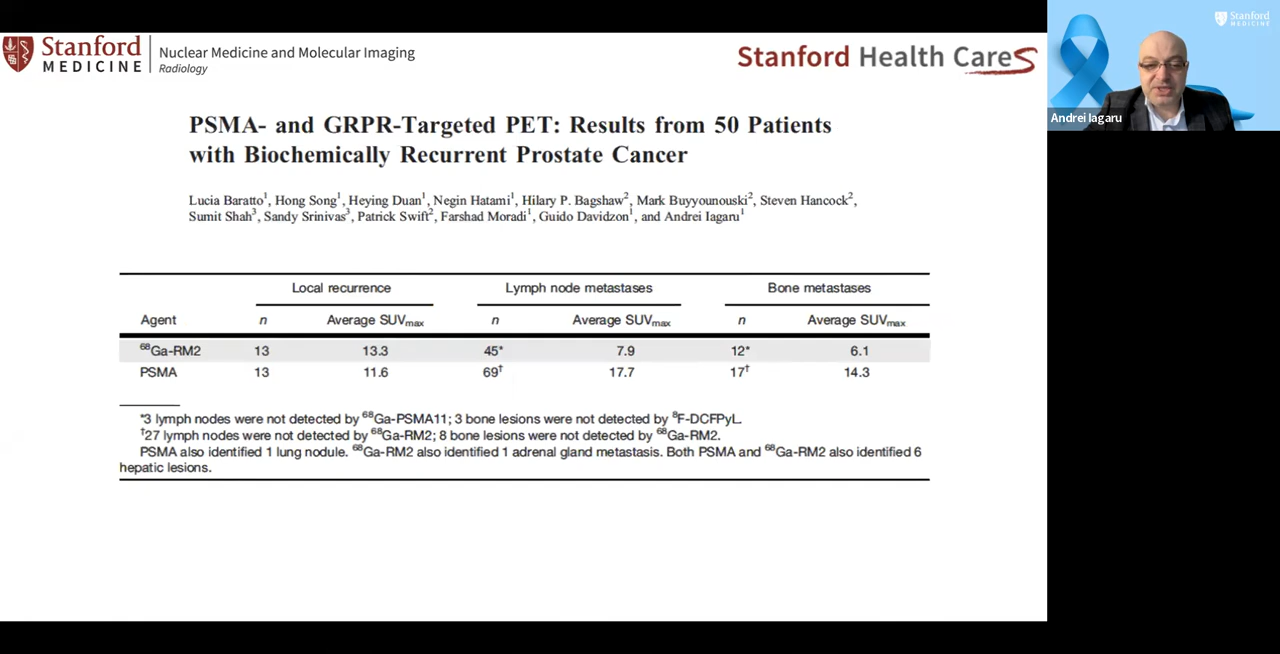 Stanford
MEDICINE
Nuclear Medicine and Molecular Imaging
Radiology
Stanford Health Care
PSMA- and GRPR-Targeted PET: Results from 50 Patients
with Biochemically Recurrent Prostate Cancer
Lucia Baratto1, Hong Song1, Heying Duan1, Negin Hatami1, Hilary P. Bagshaw2, Mark Buyyounouski2, Steven Hancock2,
Sumit Shah3, Sandy Srinivas3, Patrick Swift2, Farshad Moradi1, Guido Davidzon1, and Andrei Iagaru1
Local recurrence Lymph node metastases Bone metastases
Agent n Average SUVmax n Average SUVmax n Average SUVmax
68Ga-RM2 13 13.3 45* 7.9 12* 6.1
PSMA 13 11.6 69† 17.7 17† 14.3
*3 lymph nodes were not detected by 68Ga-PSMA11; 3 bone lesions were not detected by 8F-DCFPyL.
†27 lymph nodes were not detected by 68Ga-RM2; 8 bone lesions were not detected by 68Ga-RM2.
PSMA also identified 1 lung nodule. 68Ga-RM2 also identified 1 adrenal gland metastasis. Both PSMA and 68Ga-RM2 also identified 6
hepatic lesions.
Stanford
MEDICINE
Andrei Iagaru